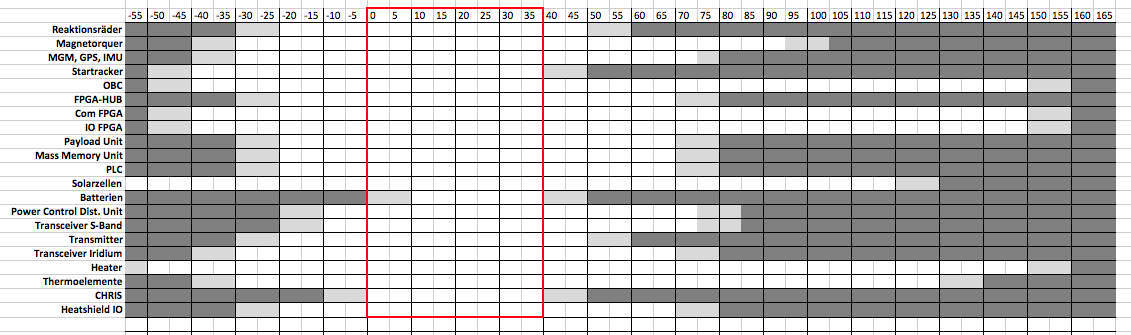 -55 -50 -45 -40 -35 -30 -25 -20 -15 -10 -5 0 5 10 15 20 25 30 35 40 45 50 55 60 65 70 75 80 85 90 95 100 105 110 115 120 125 130 135 140 145 150 155 160 165
Reaktionsräder
Magnetorquer
MGM, GPS, IMU
Startracker
OBC
FPGA-HUB
Com FPGA
IO FPGA
Payload Unit
Mass Memory Unit
PLC
Solarzellen
Batterien
Power Control Dist. Unit
Transceiver S-Band
Transmitter
Transceiver Iridium
Heater
Thermoelemente
CHRIS
Heatshield IO